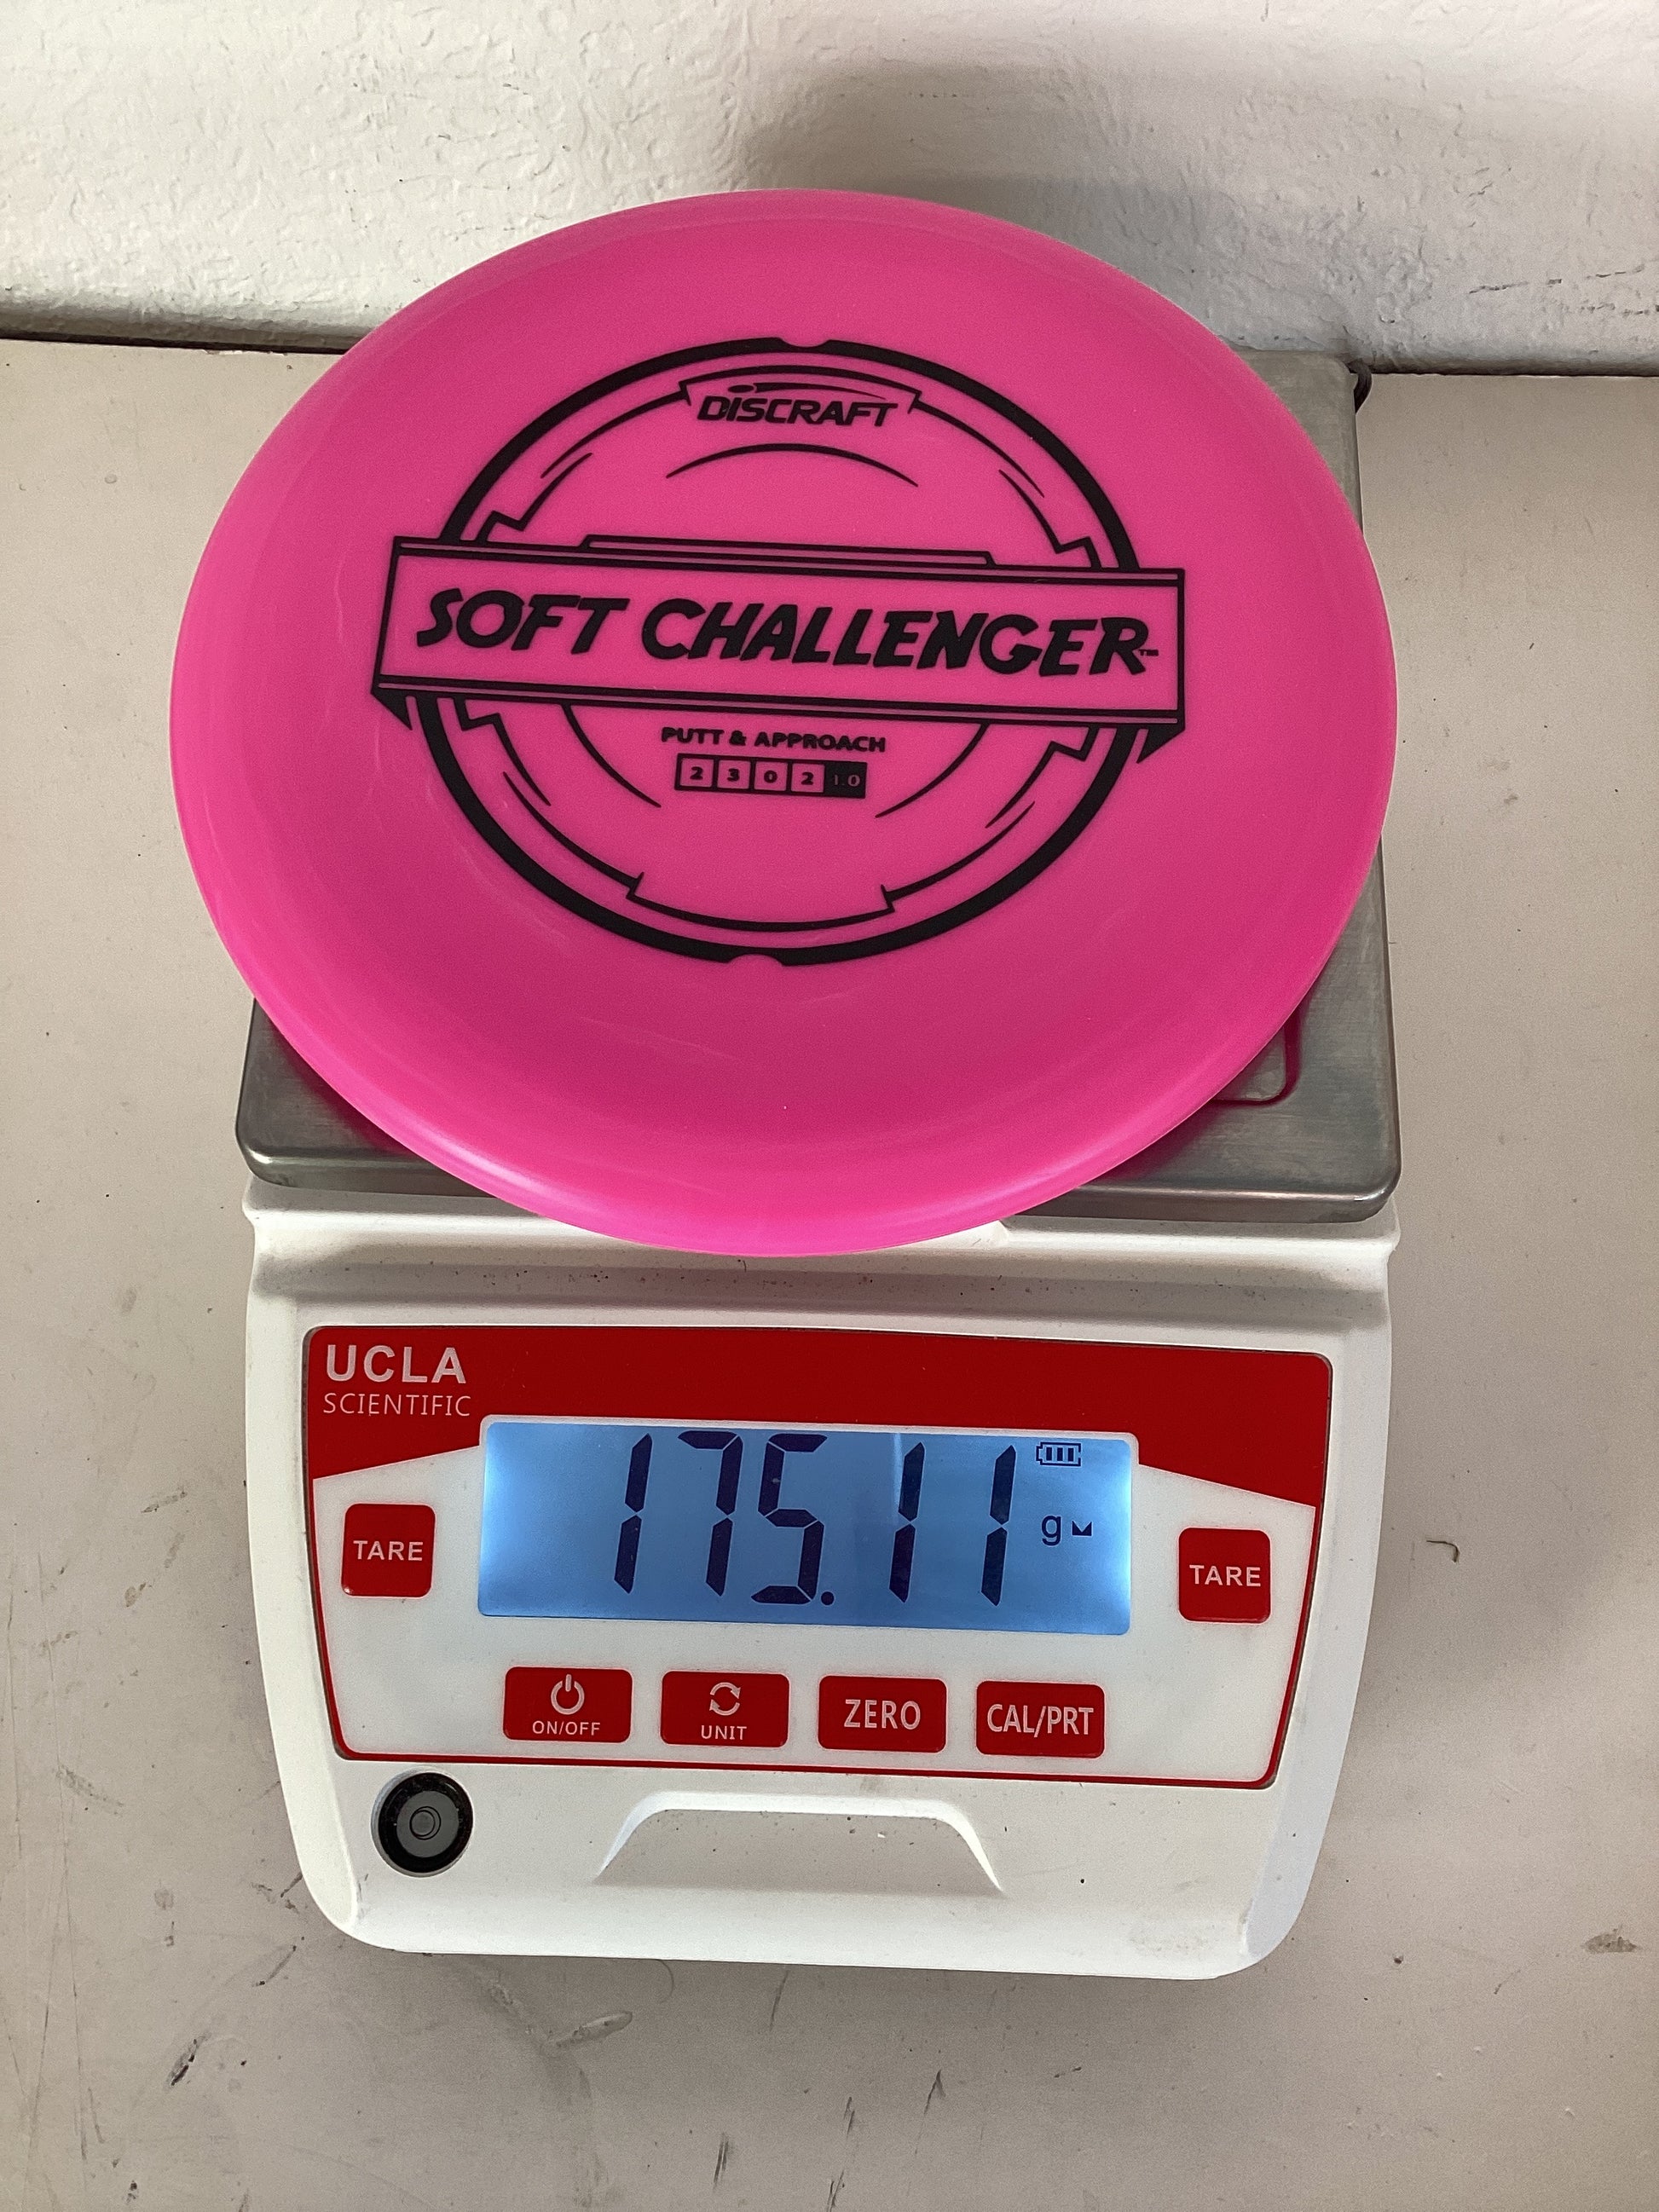 DISCRAFT
SOFT CHALLENGER™
PUTT & APPROACH
2 3 0 2 1.0
UCLA
SCIENTIFIC
175.11 g
TARE
TARE
ON/OFF
UNIT
ZERO
CAL/PRT